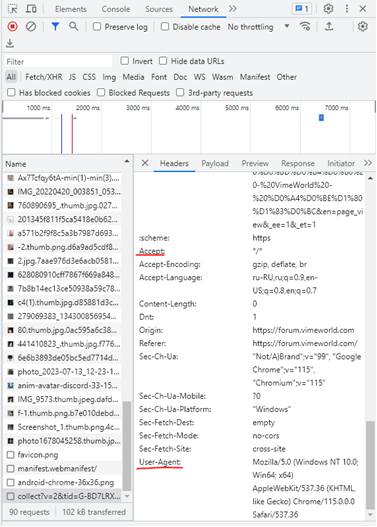 Elements Console Sources Network 1
Preserve log Disable cache No throttling
Filter Invert Hide data URLs
All Fetch/XHR JS CSS Img Media Font Doc WS Wasm Manifest
Other
Has blocked cookies Blocked Requests 3rd-party requests
1000 ms 2000 ms 3000 ms 4000 ms 5000 ms 6000 ms 7000 ms
Name Headers Payload Preview Response Initiator
Ax7Tcfqy6tA-min(1)-min(3)....
IMG_20220420_003851_053....
760890695_.thumb.jpg.027...
201345f811f5ca5418e0b62...
a571b2f9f8c5a3b7987d693...
-2.thumb.png.d6a9ad5cdf8...
2.jpg.7aae976d3e6acb0581...
628080910cff7867f669a848...
7b8b14ec13ce50938a59c78...
c4(1).thumb.jpg.d85881d3c...
279069383_134300856954...
80.thumb.jpg.0ac595a6c38...
441410823_.thumb.jpg.f776...
6e6b3893de05bc5ed7714d...
photo_2023-07-13_12-23-1...
anim-avatar-discord-33-15...
IMG_9573.thumb.jpeg.dafd...
f-1.thumb.png.b7e010debd...
Screenshot_1.thumb.png.4c...
photo1678045258.thumb.pn...
favicon.png
manifest.webmanifest/
android-chrome-36x36.png
collect?v=2&tid=G-BD7LRX...
0-%20VimeWorld%20-
%20%D0%A4%D0%BE%D1%80
%D1%83%D0%BC&en=page_vi
ew&_ee=1&_et=1
:scheme: https
Accept: */*
Accept-Encoding: gzip, deflate, br
Accept-Language: ru-RU,ru;q=0.9,en-
US;q=0.8,en;q=0.7
Content-Length: 0
Dnt: 1
Origin: https://forum.vimeworld.com
Referer: https://forum.vimeworld.com/
Sec-Ch-Ua: "Not/A)Brand";v="99", "Google
Chrome";v="115",
"Chromium";v="115"
Sec-Ch-Ua-Mobile: ?0
Sec-Ch-Ua-Platform: "Windows"
Sec-Fetch-Dest: empty
Sec-Fetch-Mode: no-cors
Sec-Fetch-Site: cross-site
User-Agent: Mozilla/5.0 (Windows NT 10.0;
Win64; x64)
AppleWebKit/537.36 (KHTML,
like Gecko) Chrome/115.0.0.0
Safari/537.36
90 requests 102 kB transferred